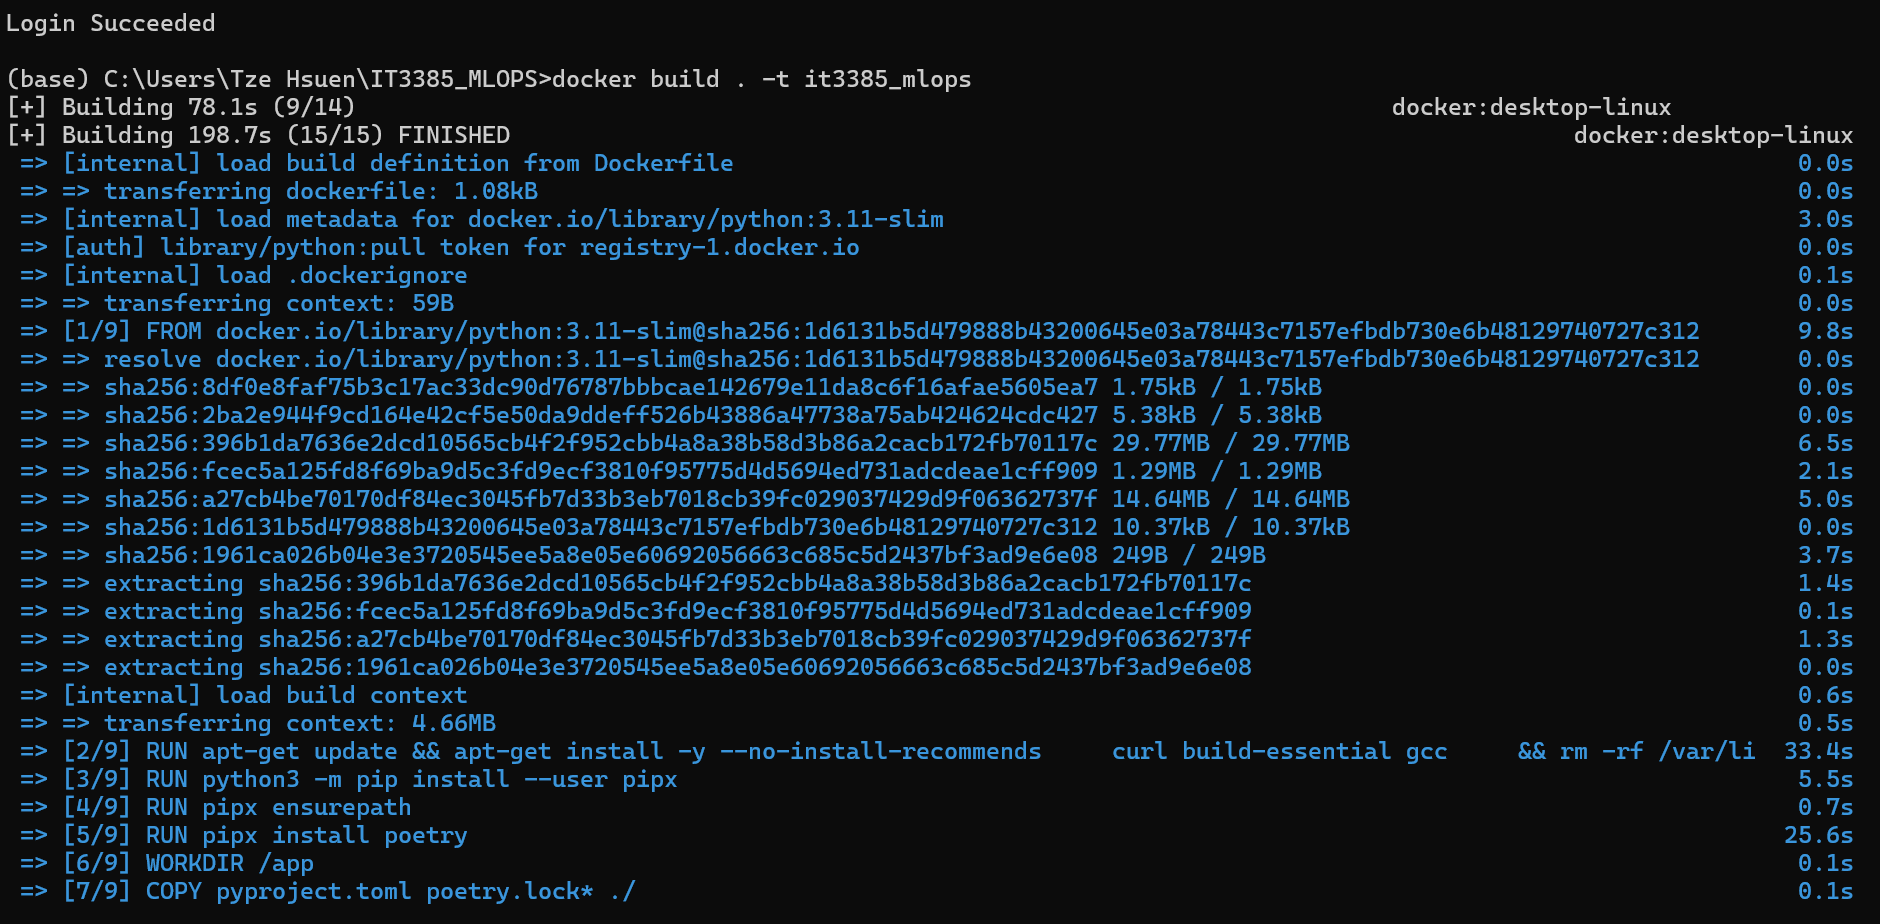 Login Succeeded
(base) C:\Users\Tze Hsuen\IT3385_MLOPS>docker build . -t it3385_mlops
[+] Building 78.1s (9/14) docker:desktop-linux
[+] Building 198.7s (15/15) FINISHED docker:desktop-linux
=> [internal] load build definition from Dockerfile 0.0s
=> => transferring dockerfile: 1.08kB 0.0s
=> [internal] load metadata for docker.io/library/python:3.11-slim 3.0s
=> [auth] library/python:pull token for registry-1.docker.io 0.0s
=> [internal] load .dockerignore 0.1s
=> => transferring context: 59B 0.0s
=> [1/9] FROM docker.io/library/python:3.11-slim@sha256:1d6131b5d479888b43200645e03a78443c7157efbdb730e6b48129740727c312 9.8s
=> => resolve docker.io/library/python:3.11-slim@sha256:1d6131b5d479888b43200645e03a78443c7157efbdb730e6b48129740727c312 0.0s
=> => sha256:8df0e8faf75b3c17ac33dc90d76787bbbcae142679e11da8c6f16afae5605ea7 1.75kB / 1.75kB 0.0s
=> => sha256:2ba2e944f9cd164e42cf5e50da9ddeff526b43886a47738a75ab424624cdc427 5.38kB / 5.38kB 0.0s
=> => sha256:396b1da7636e2dcd10565cb4f2f952cbb4a8a38b58d3b86a2cacb172fb70117c 29.77MB / 29.77MB 6.5s
=> => sha256:fcec5a125fd8f69ba9d5c3fd9ecf3810f95775d4d5694ed731adcdeae1cff909 1.29MB / 1.29MB 2.1s
=> => sha256:a27cb4be70170df84ec3045fb7d33b3eb7018cb39fc029037429d9f06362737f 14.64MB / 14.64MB 5.0s
=> => sha256:1d6131b5d479888b43200645e03a78443c7157efbdb730e6b48129740727c312 10.37kB / 10.37kB 0.0s
=> => sha256:1961ca026b04e3e3720545ee5a8e05e60692056663c685c5d2437bf3ad9e6e08 249B / 249B 3.7s
=> => extracting sha256:396b1da7636e2dcd10565cb4f2f952cbb4a8a38b58d3b86a2cacb172fb70117c 1.4s
=> => extracting sha256:fcec5a125fd8f69ba9d5c3fd9ecf3810f95775d4d5694ed731adcdeae1cff909 0.1s
=> => extracting sha256:a27cb4be70170df84ec3045fb7d33b3eb7018cb39fc029037429d9f06362737f 1.3s
=> => extracting sha256:1961ca026b04e3e3720545ee5a8e05e60692056663c685c5d2437bf3ad9e6e08 0.0s
=> [internal] load build context 0.6s
=> => transferring context: 4.66MB 0.5s
=> [2/9] RUN apt-get update && apt-get install -y --no-install-recommends     curl build-essential gcc     && rm -rf /var/li 33.4s
=> [3/9] RUN python3 -m pip install --user pipx 5.5s
=> [4/9] RUN pipx ensurepath 0.7s
=> [5/9] RUN pipx install poetry 25.6s
=> [6/9] WORKDIR /app 0.1s
=> [7/9] COPY pyproject.toml poetry.lock* ./ 0.1s